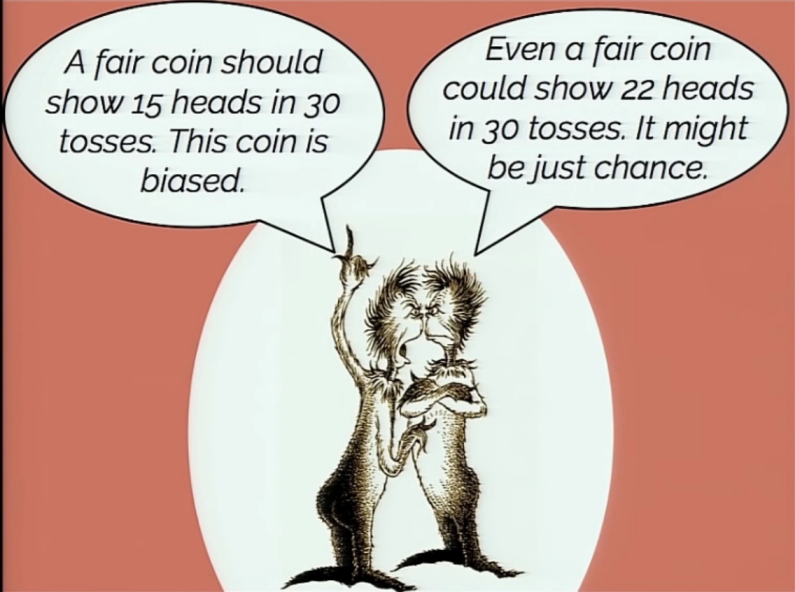 A fair coin should
show 15 heads in 30
tosses. This coin is
biased.
Even a fair coin
could show 22 heads
in 30 tosses. It might
be just chance.